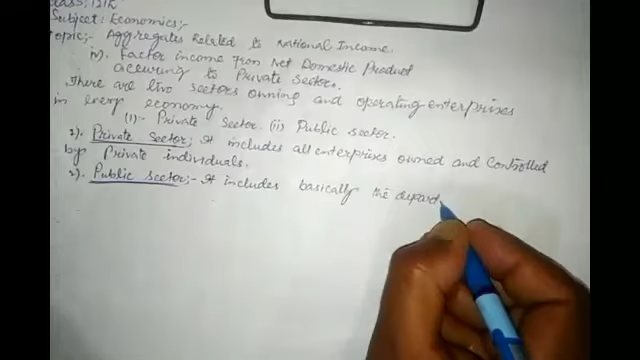 Class; 12th
Subject: Economics;-
Topic;- Aggregates Related to National Income.
iv). Factor income From Net Domestic Product
accruing to Private Sector.
There are two sectors owning and operating enterprises
in every economy.
(i):- Private Sector. (ii) Public sector.
1). Private Sector; It includes all enterprises owned and Controlled
by Private individuals.
2). Public sector;- It includes basically the depart